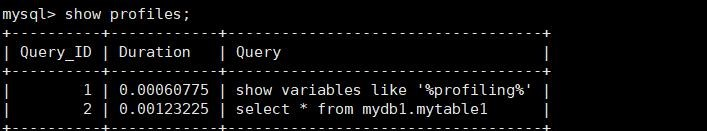 mysql> show profiles;
+----------+------------+-----------------------------------+
| Query_ID | Duration | Query |
+----------+------------+-----------------------------------+
| 1 | 0.00060775 | show variables like '%profiling%' |
| 2 | 0.00123225 | select * from mydb1.mytable1 |
+----------+------------+-----------------------------------+